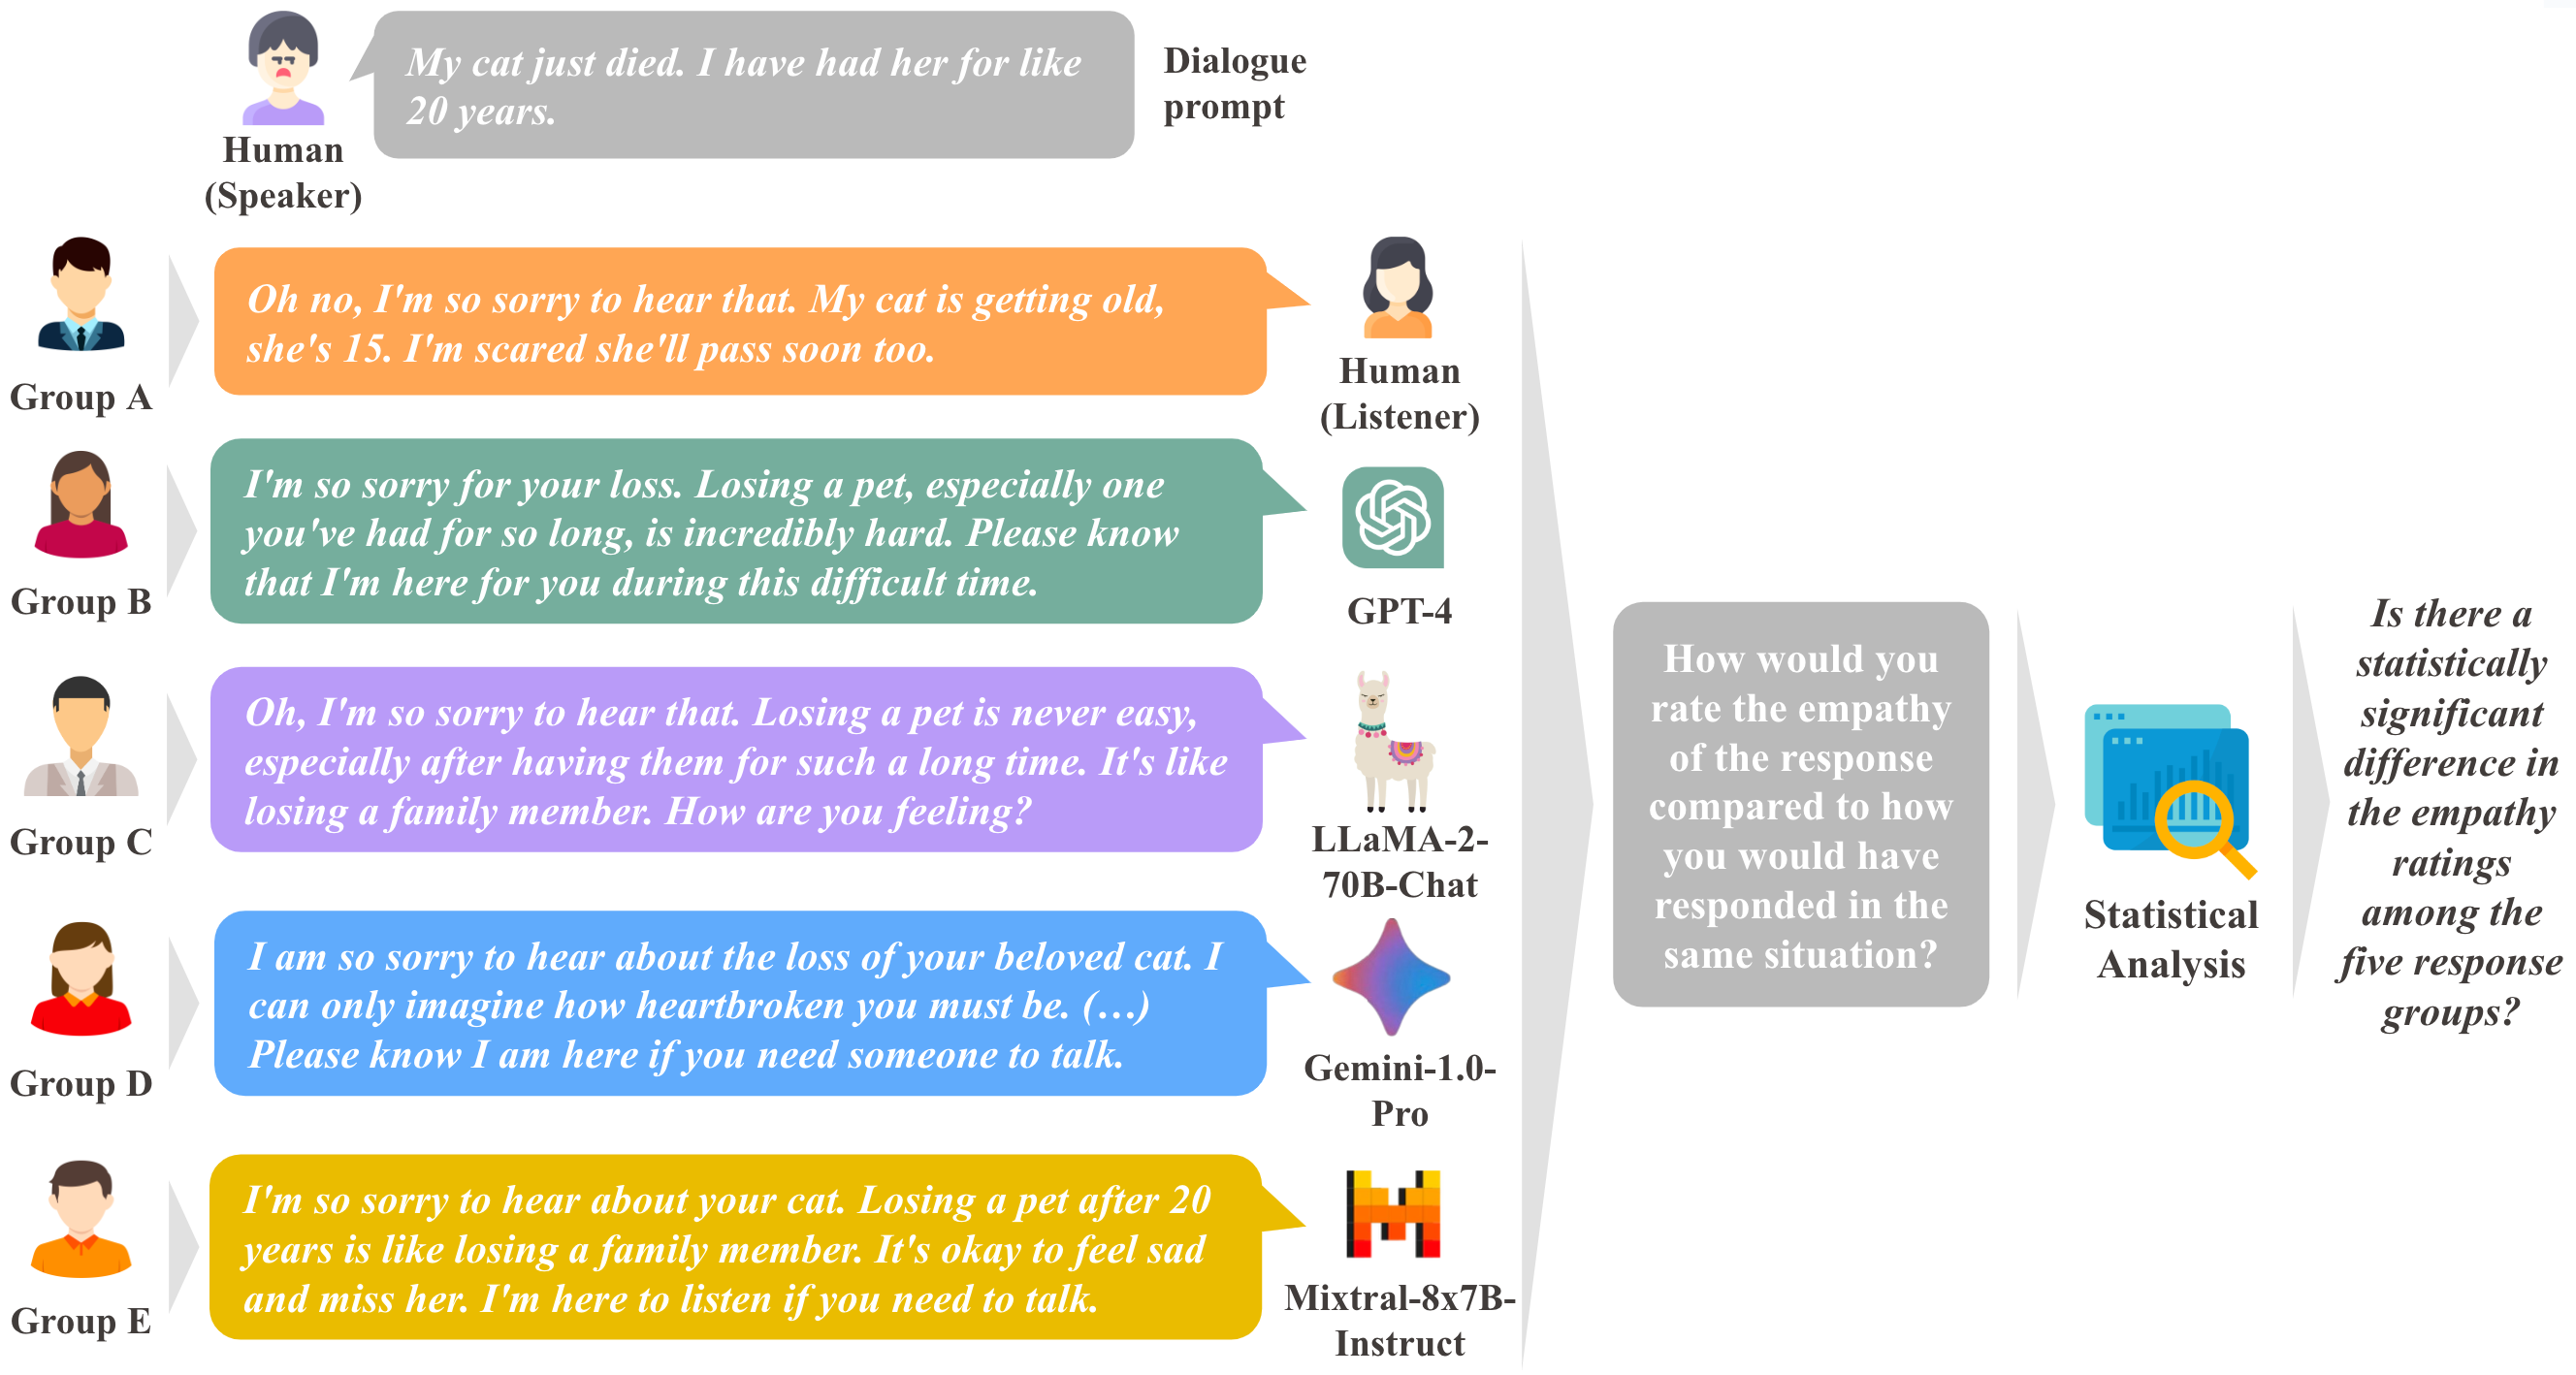 My cat just died. I have had her for like
20 years.
Dialogue
prompt
Human
(Speaker)
Group A
Oh no, I'm so sorry to hear that. My cat is getting old,
she's 15. I'm scared she'll pass soon too.
Human
(Listener)
Group B
I'm so sorry for your loss. Losing a pet, especially one
you've had for so long, is incredibly hard. Please know
that I'm here for you during this difficult time.
GPT-4
Group C
Oh, I'm so sorry to hear that. Losing a pet is never easy,
especially after having them for such a long time. It's like
losing a family member. How are you feeling?
LLaMA-2-
70B-Chat
Group D
I am so sorry to hear about the loss of your beloved cat. I
can only imagine how heartbroken you must be. (…)
Please know I am here if you need someone to talk.
Gemini-1.0-
Pro
Group E
I'm so sorry to hear about your cat. Losing a pet after 20
years is like losing a family member. It's okay to feel sad
and miss her. I'm here to listen if you need to talk.
Mixtral-8x7B-
Instruct
How would you
rate the empathy
of the response
compared to how
you would have
responded in the
same situation?
Statistical
Analysis
Is there a
statistically
significant
difference in
the empathy
ratings
among the
five response
groups?